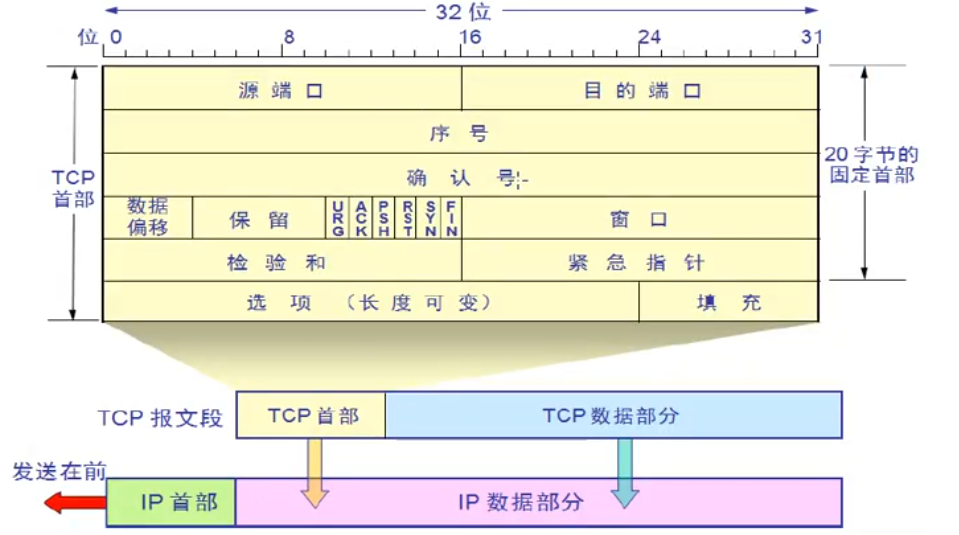 32 位
位 0 8 16 24 31
源 端 口 目 的 端 口
序 号
TCP
首部
20 字节的
固定首部
确 认 号
数据
偏移
保 留
URG
ACK
PSH
RST
SYN
FIN
窗 口
检 验 和 紧 急 指 针
选 项 （长 度 可 变） 填 充
TCP 报文段 TCP 首部 TCP 数据部分
发送在前
IP 首部 IP 数据部分